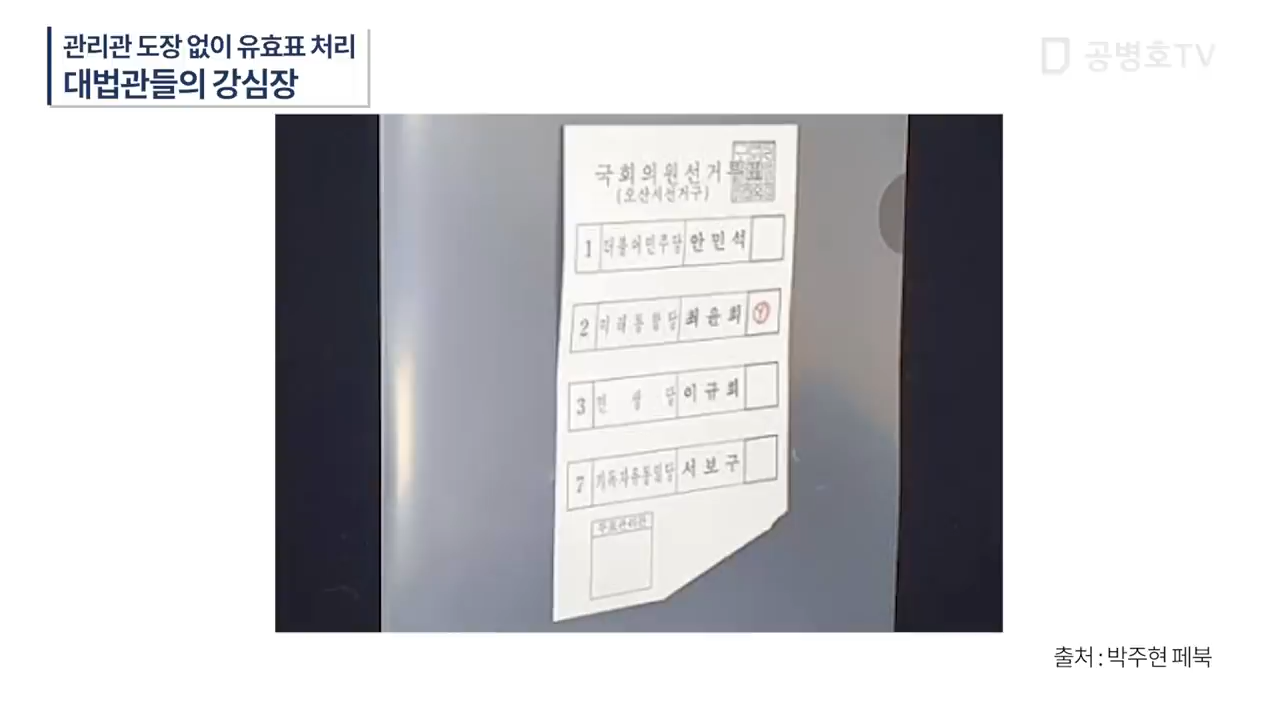 관리관 도장 없이 유효표 처리
대법관들의 강심장
공병호TV
국회의원선거투표
(오산시선거구)
1 더불어민주당 안민석
2 미래통합당 최윤희
3 민생당 이규희
7 기독자유통일당 서보구
투표관리관
출처 : 박주현 페북